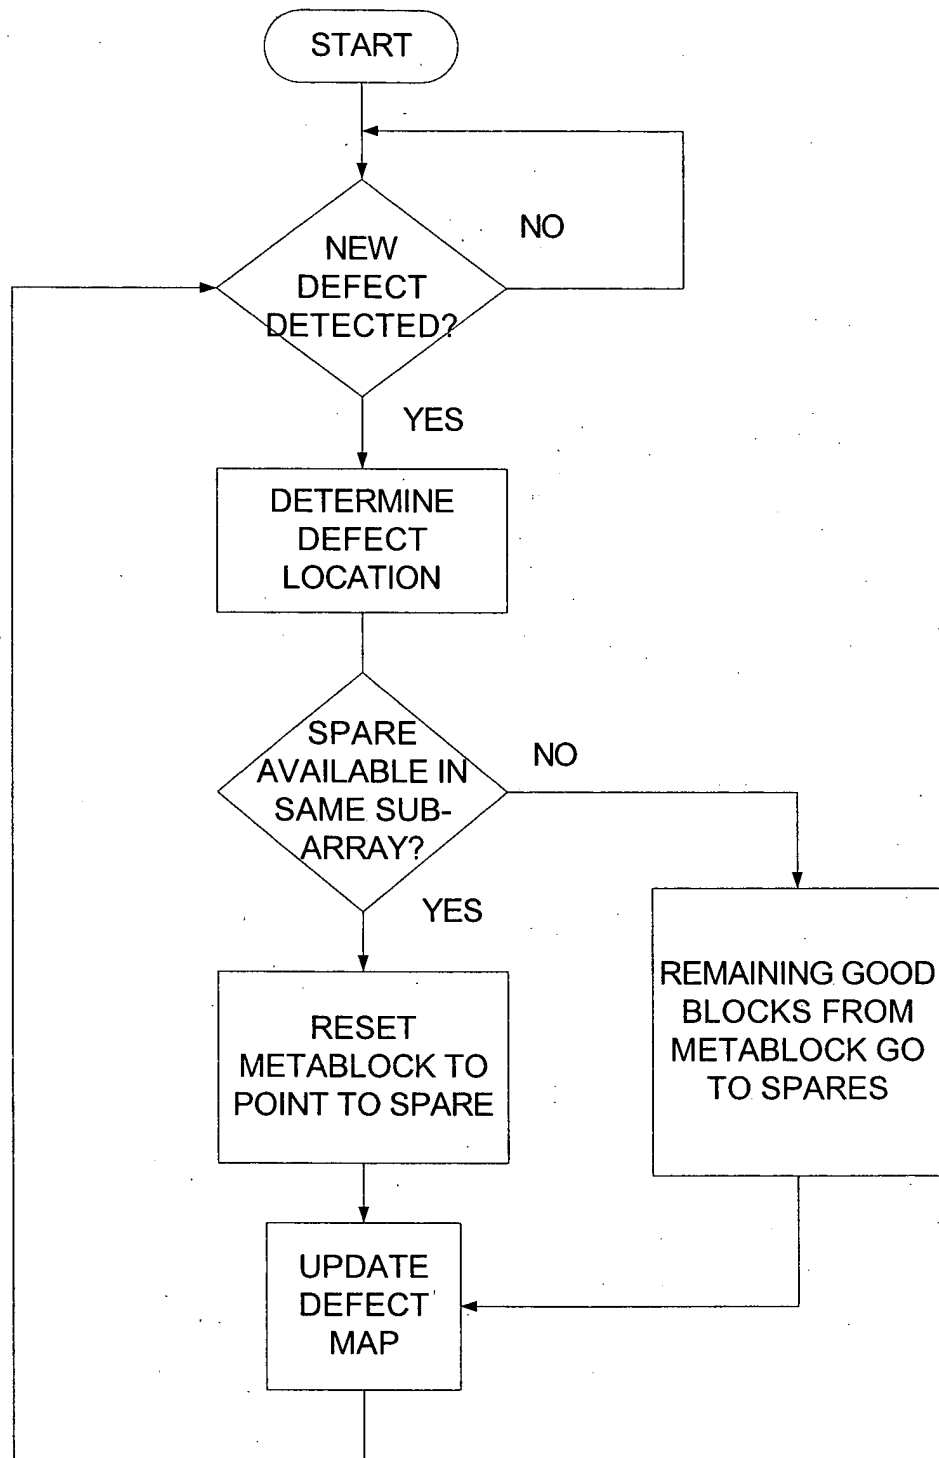 START
NO
NEW
DEFECT
DETECTED?
YES
DETERMINE
DEFECT
LOCATION
SPARE
AVAILABLE IN
SAME SUB-
ARRAY?
NO
YES
RESET
METABLOCK TO
POINT TO SPARE
REMAINING GOOD
BLOCKS FROM
METABLOCK GO
TO SPARES
UPDATE
DEFECT
MAP